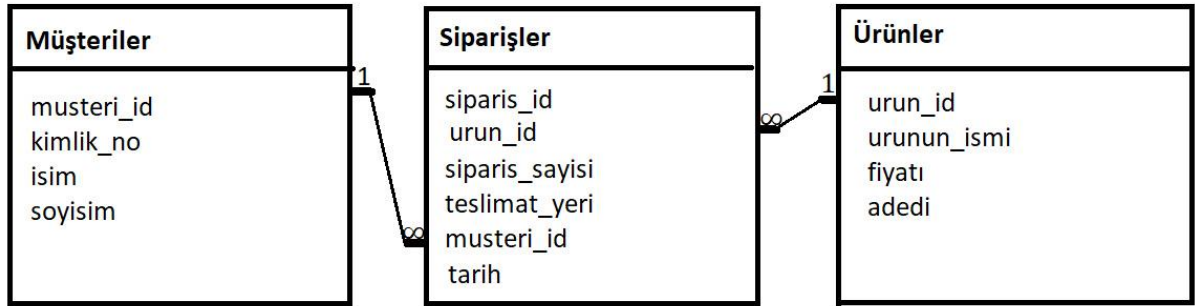 Müşteriler
musteri_id
kimlik_no
isim
soyisim
1
∞
Siparişler
siparis_id
urun_id
siparis_sayisi
teslimat_yeri
musteri_id
tarih
∞
1
Ürünler
urun_id
urunun_ismi
fiyatı
adedi